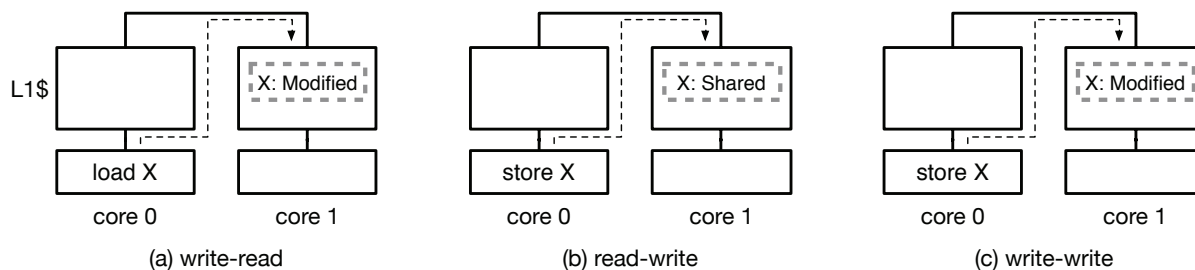 X: Modified
L1$
load X
core 0
core 1
(a) write-read
X: Shared
store X
core 0
core 1
(b) read-write
X: Modified
store X
core 0
core 1
(c) write-write